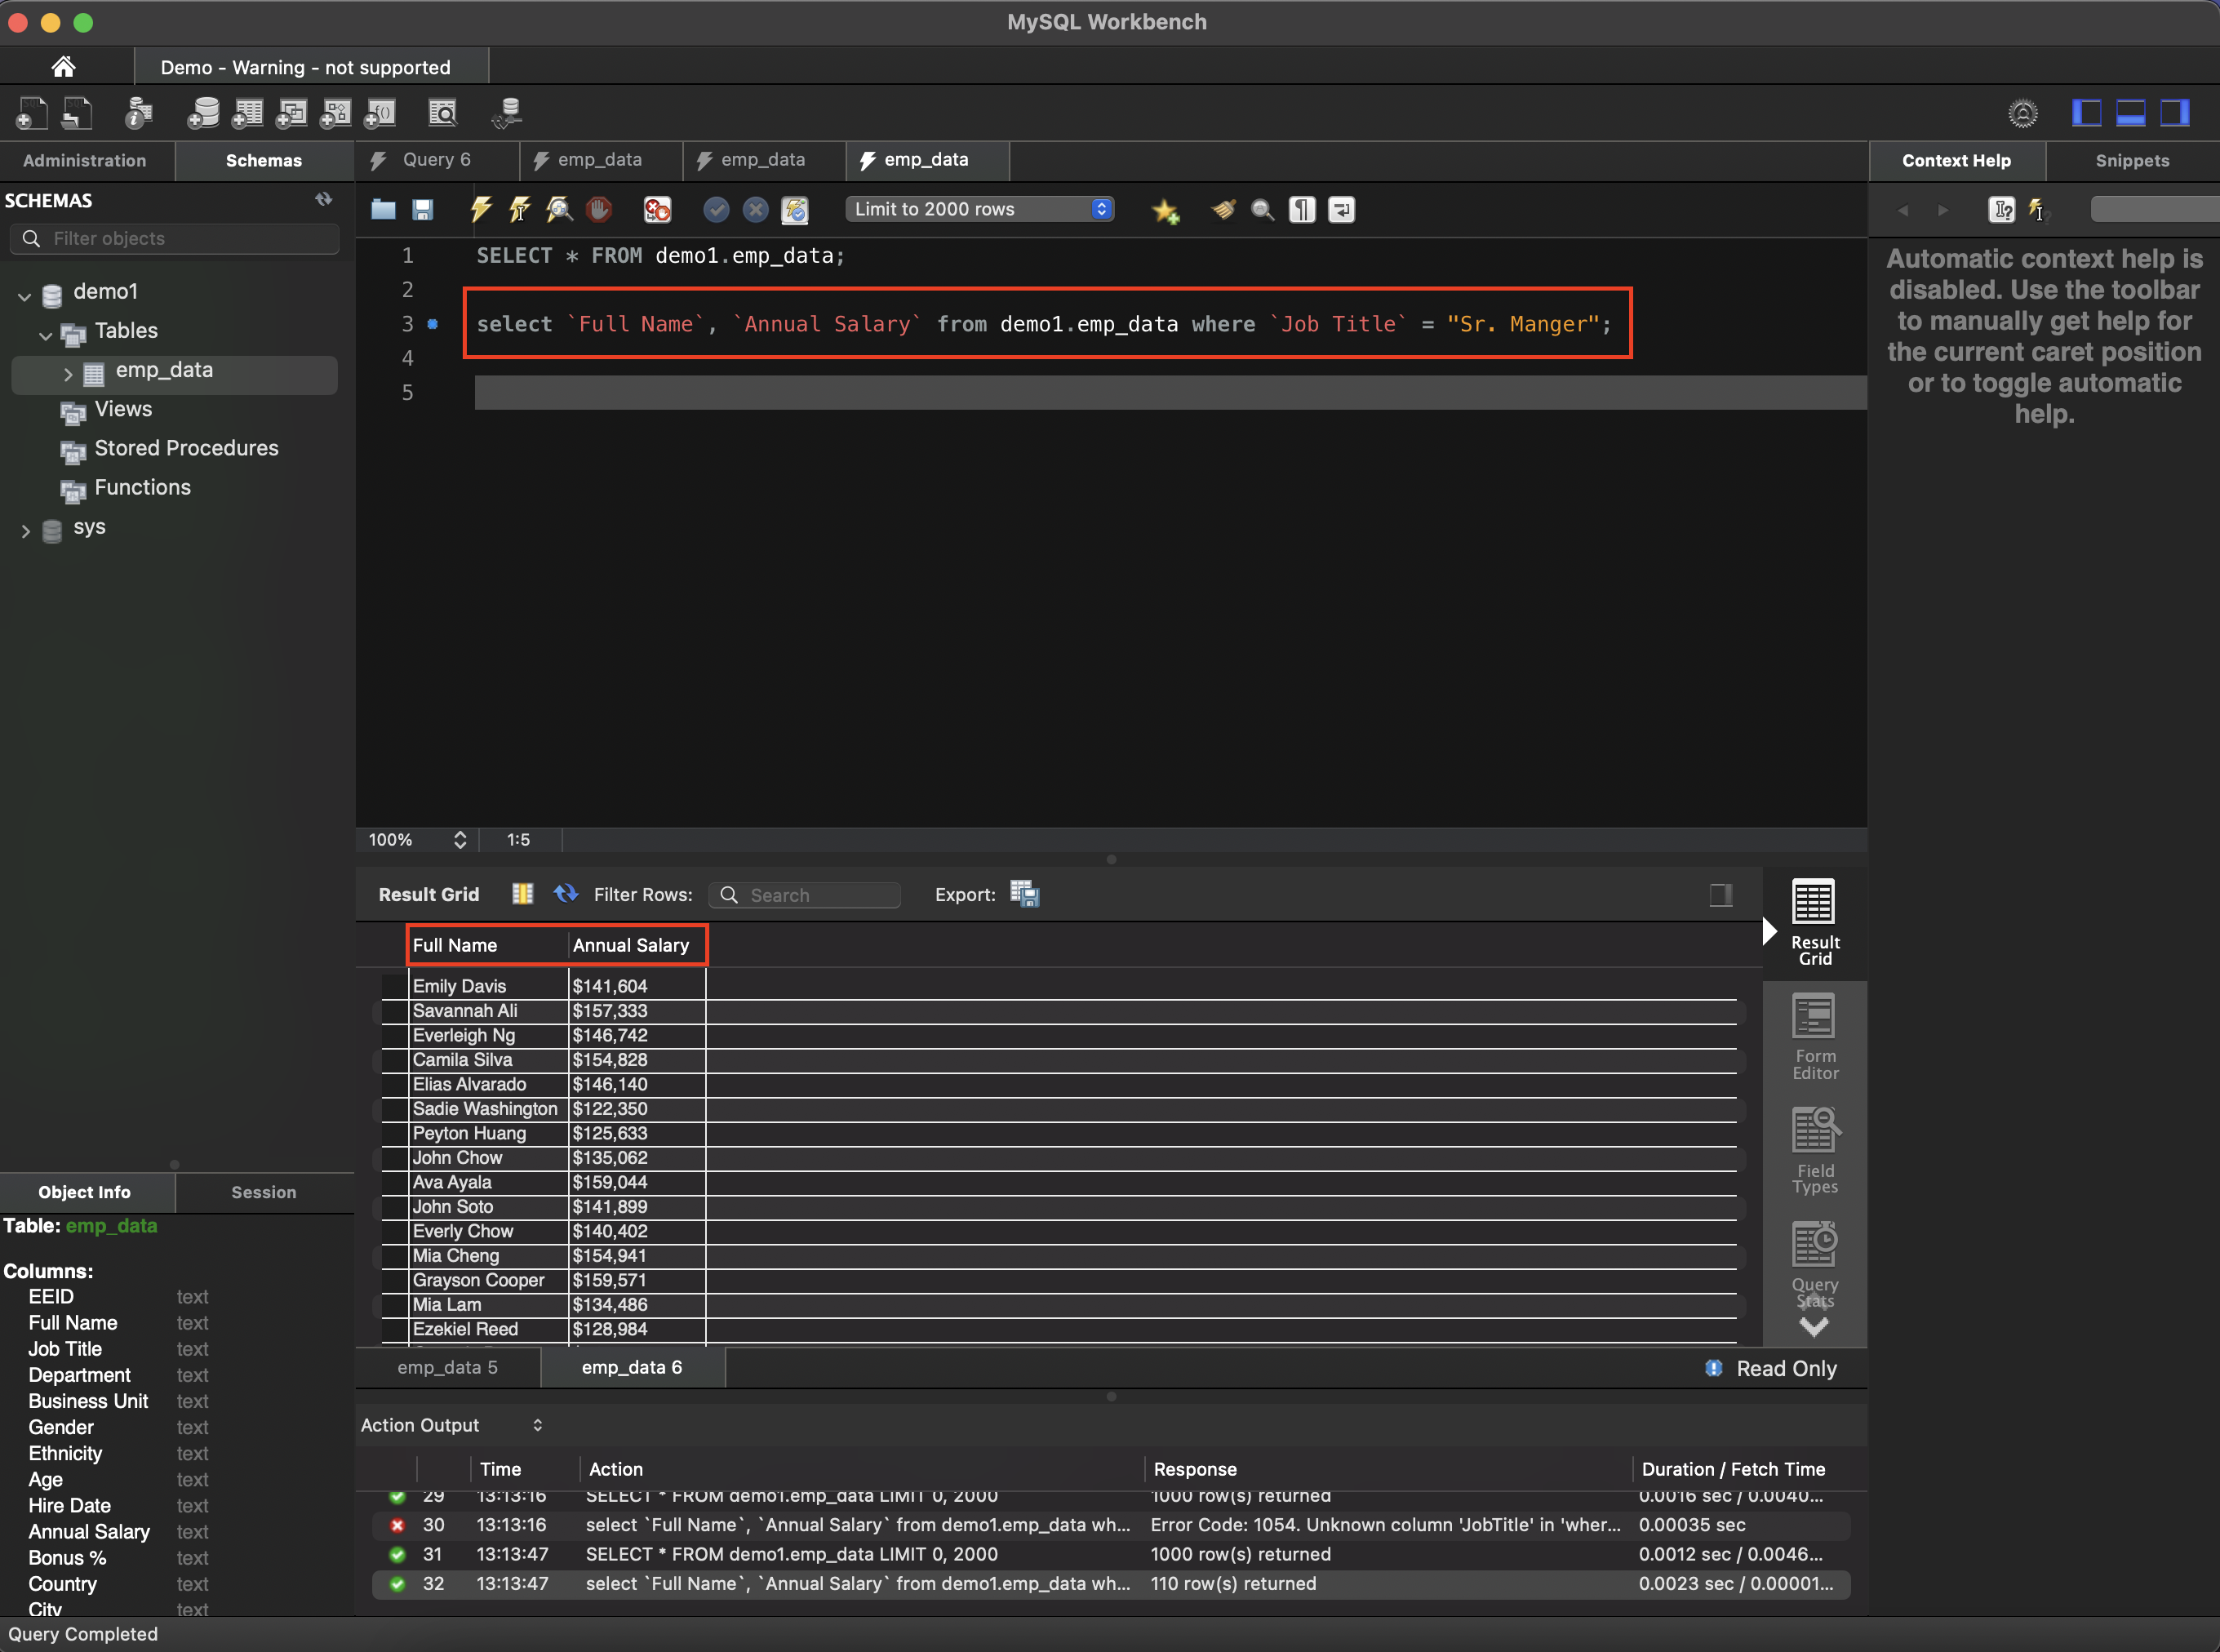 MySQL Workbench
Demo - Warning - not supported
Administration
Schemas
SCHEMAS
Filter objects
demo1
Tables
emp_data
Views
Stored Procedures
Functions
sys
Query 6
emp_data
emp_data
emp_data
Limit to 2000 rows
1 SELECT * FROM demo1.emp_data;
2
3 select `Full Name`, `Annual Salary` from demo1.emp_data where `Job Title` = "Sr. Manger";
4
5
100% 1:5
Context Help
Snippets
Automatic context help is
disabled. Use the toolbar
to manually get help for
the current caret position
or to toggle automatic
help.
Result Grid Filter Rows: Search Export:
Full Name Annual Salary
Emily Davis $141,604
Savannah Ali $157,333
Everleigh Ng $146,742
Camila Silva $154,828
Elias Alvarado $146,140
Sadie Washington $122,350
Peyton Huang $125,633
John Chow $135,062
Ava Ayala $159,044
John Soto $141,899
Everly Chow $140,402
Mia Cheng $154,941
Grayson Cooper $159,571
Mia Lam $134,486
Ezekiel Reed $128,984
Result
Grid
Form
Editor
Field
Types
Query
Stats
emp_data 5
emp_data 6
Read Only
Object Info
Session
Table: emp_data
Columns:
EEID text
Full Name text
Job Title text
Department text
Business Unit text
Gender text
Ethnicity text
Age text
Hire Date text
Annual Salary text
Bonus % text
Country text
City text
Action Output
Time Action Response Duration / Fetch Time
29 13:13:16 SELECT * FROM demo1.emp_data LIMIT 0, 2000 1000 row(s) returned 0.0016 sec / 0.0040...
30 13:13:16 select `Full Name`, `Annual Salary` from demo1.emp_data wh... Error Code: 1054. Unknown column 'JobTitle' in 'wher... 0.00035 sec
31 13:13:47 SELECT * FROM demo1.emp_data LIMIT 0, 2000 1000 row(s) returned 0.0012 sec / 0.0046...
32 13:13:47 select `Full Name`, `Annual Salary` from demo1.emp_data wh... 110 row(s) returned 0.0023 sec / 0.00001...
Query Completed